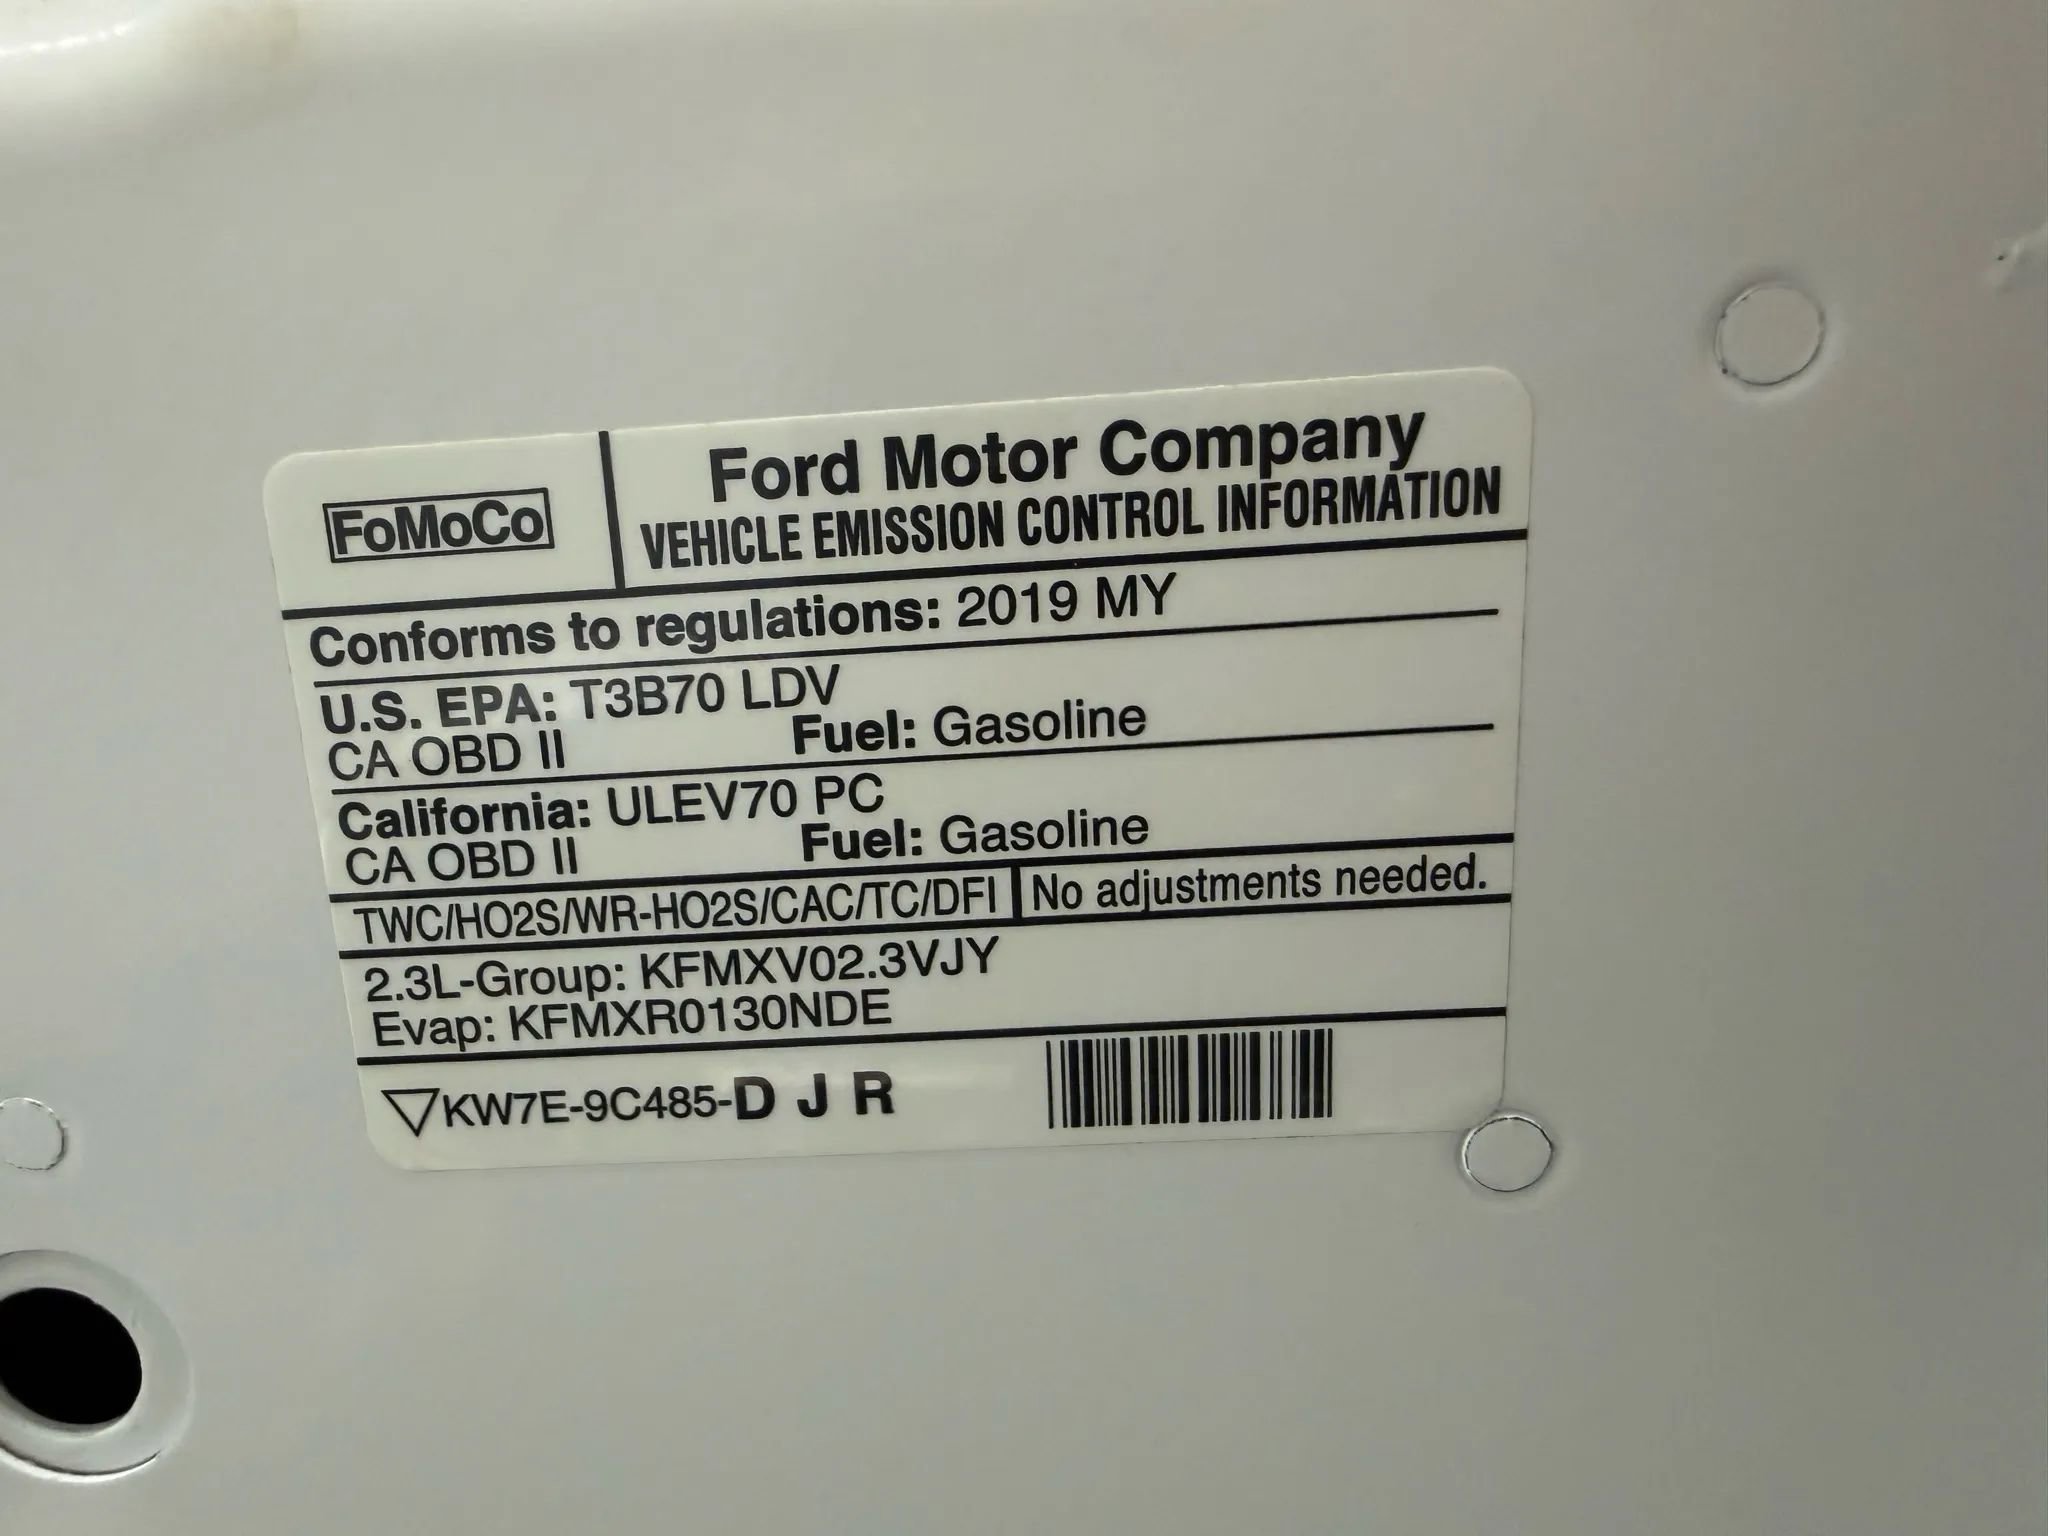 FoMoCo
Ford Motor Company
VEHICLE EMISSION CONTROL INFORMATION
Conforms to regulations: 2019 MY
U.S. EPA: T3B70 LDV
CA OBD II Fuel: Gasoline
California: ULEV70 PC
CA OBD II Fuel: Gasoline
TWC/HO2S/WR-HO2S/CAC/TC/DFI No adjustments needed.
2.3L-Group: KFMXV02.3VJY
Evap: KFMXR0130NDE
▽KW7E-9C485-D J R